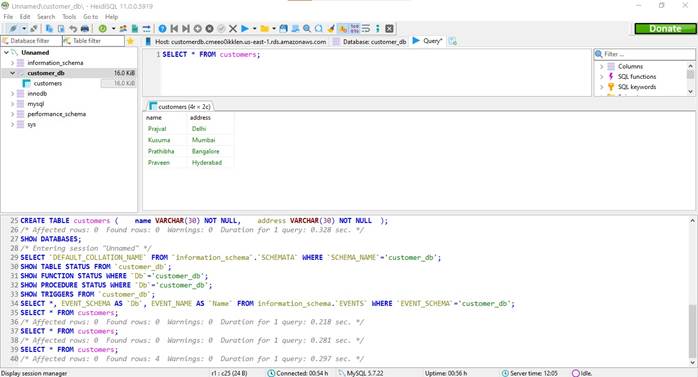 Unnamed\customer_db\ - HeidiSQL 11.0.0.5919
File Edit Search Tools Go to Help
Donate
Database filter
Table filter
Host: customerdb.cmeeo0ikklen.us-east-1.rds.amazonaws.com
Database: customer_db
Query*
Unnamed
information_schema
customer_db 16.0 KiB
customers 16.0 KiB
innodb
mysql
performance_schema
sys
1 SELECT * FROM customers;
Filter ...
Columns
SQL functions
SQL keywords
customers (4r × 2c)
name address
Prajval Delhi
Kusuma Mumbai
Prathibha Bangalore
Praveen Hyderabad
25 CREATE TABLE customers ( name VARCHAR(30) NOT NULL, address VARCHAR(30) NOT NULL );
26 /* Affected rows: 0 Found rows: 0 Warnings: 0 Duration for 1 query: 0.328 sec. */
27 SHOW DATABASES;
28 /* Entering session "Unnamed" */
29 SELECT `DEFAULT_COLLATION_NAME` FROM `information_schema`.`SCHEMATA` WHERE `SCHEMA_NAME`='customer_db';
30 SHOW TABLE STATUS FROM `customer_db`;
31 SHOW FUNCTION STATUS WHERE `Db`='customer_db';
32 SHOW PROCEDURE STATUS WHERE `Db`='customer_db';
33 SHOW TRIGGERS FROM `customer_db`;
34 SELECT *, EVENT_SCHEMA AS `Db`, EVENT_NAME AS `Name` FROM information_schema.`EVENTS` WHERE `EVENT_SCHEMA`='customer_db';
35 SELECT * FROM customers;
36 /* Affected rows: 0 Found rows: 0 Warnings: 0 Duration for 1 query: 0.218 sec. */
37 SELECT * FROM customers;
38 /* Affected rows: 0 Found rows: 0 Warnings: 0 Duration for 1 query: 0.281 sec. */
39 SELECT * FROM customers;
40 /* Affected rows: 0 Found rows: 4 Warnings: 0 Duration for 1 query: 0.297 sec. */
Display session manager
r1 : c25 (24 B)
Connected: 00:54 h
MySQL 5.7.22
Uptime: 00:56 h
Server time: 12:05
Idle.